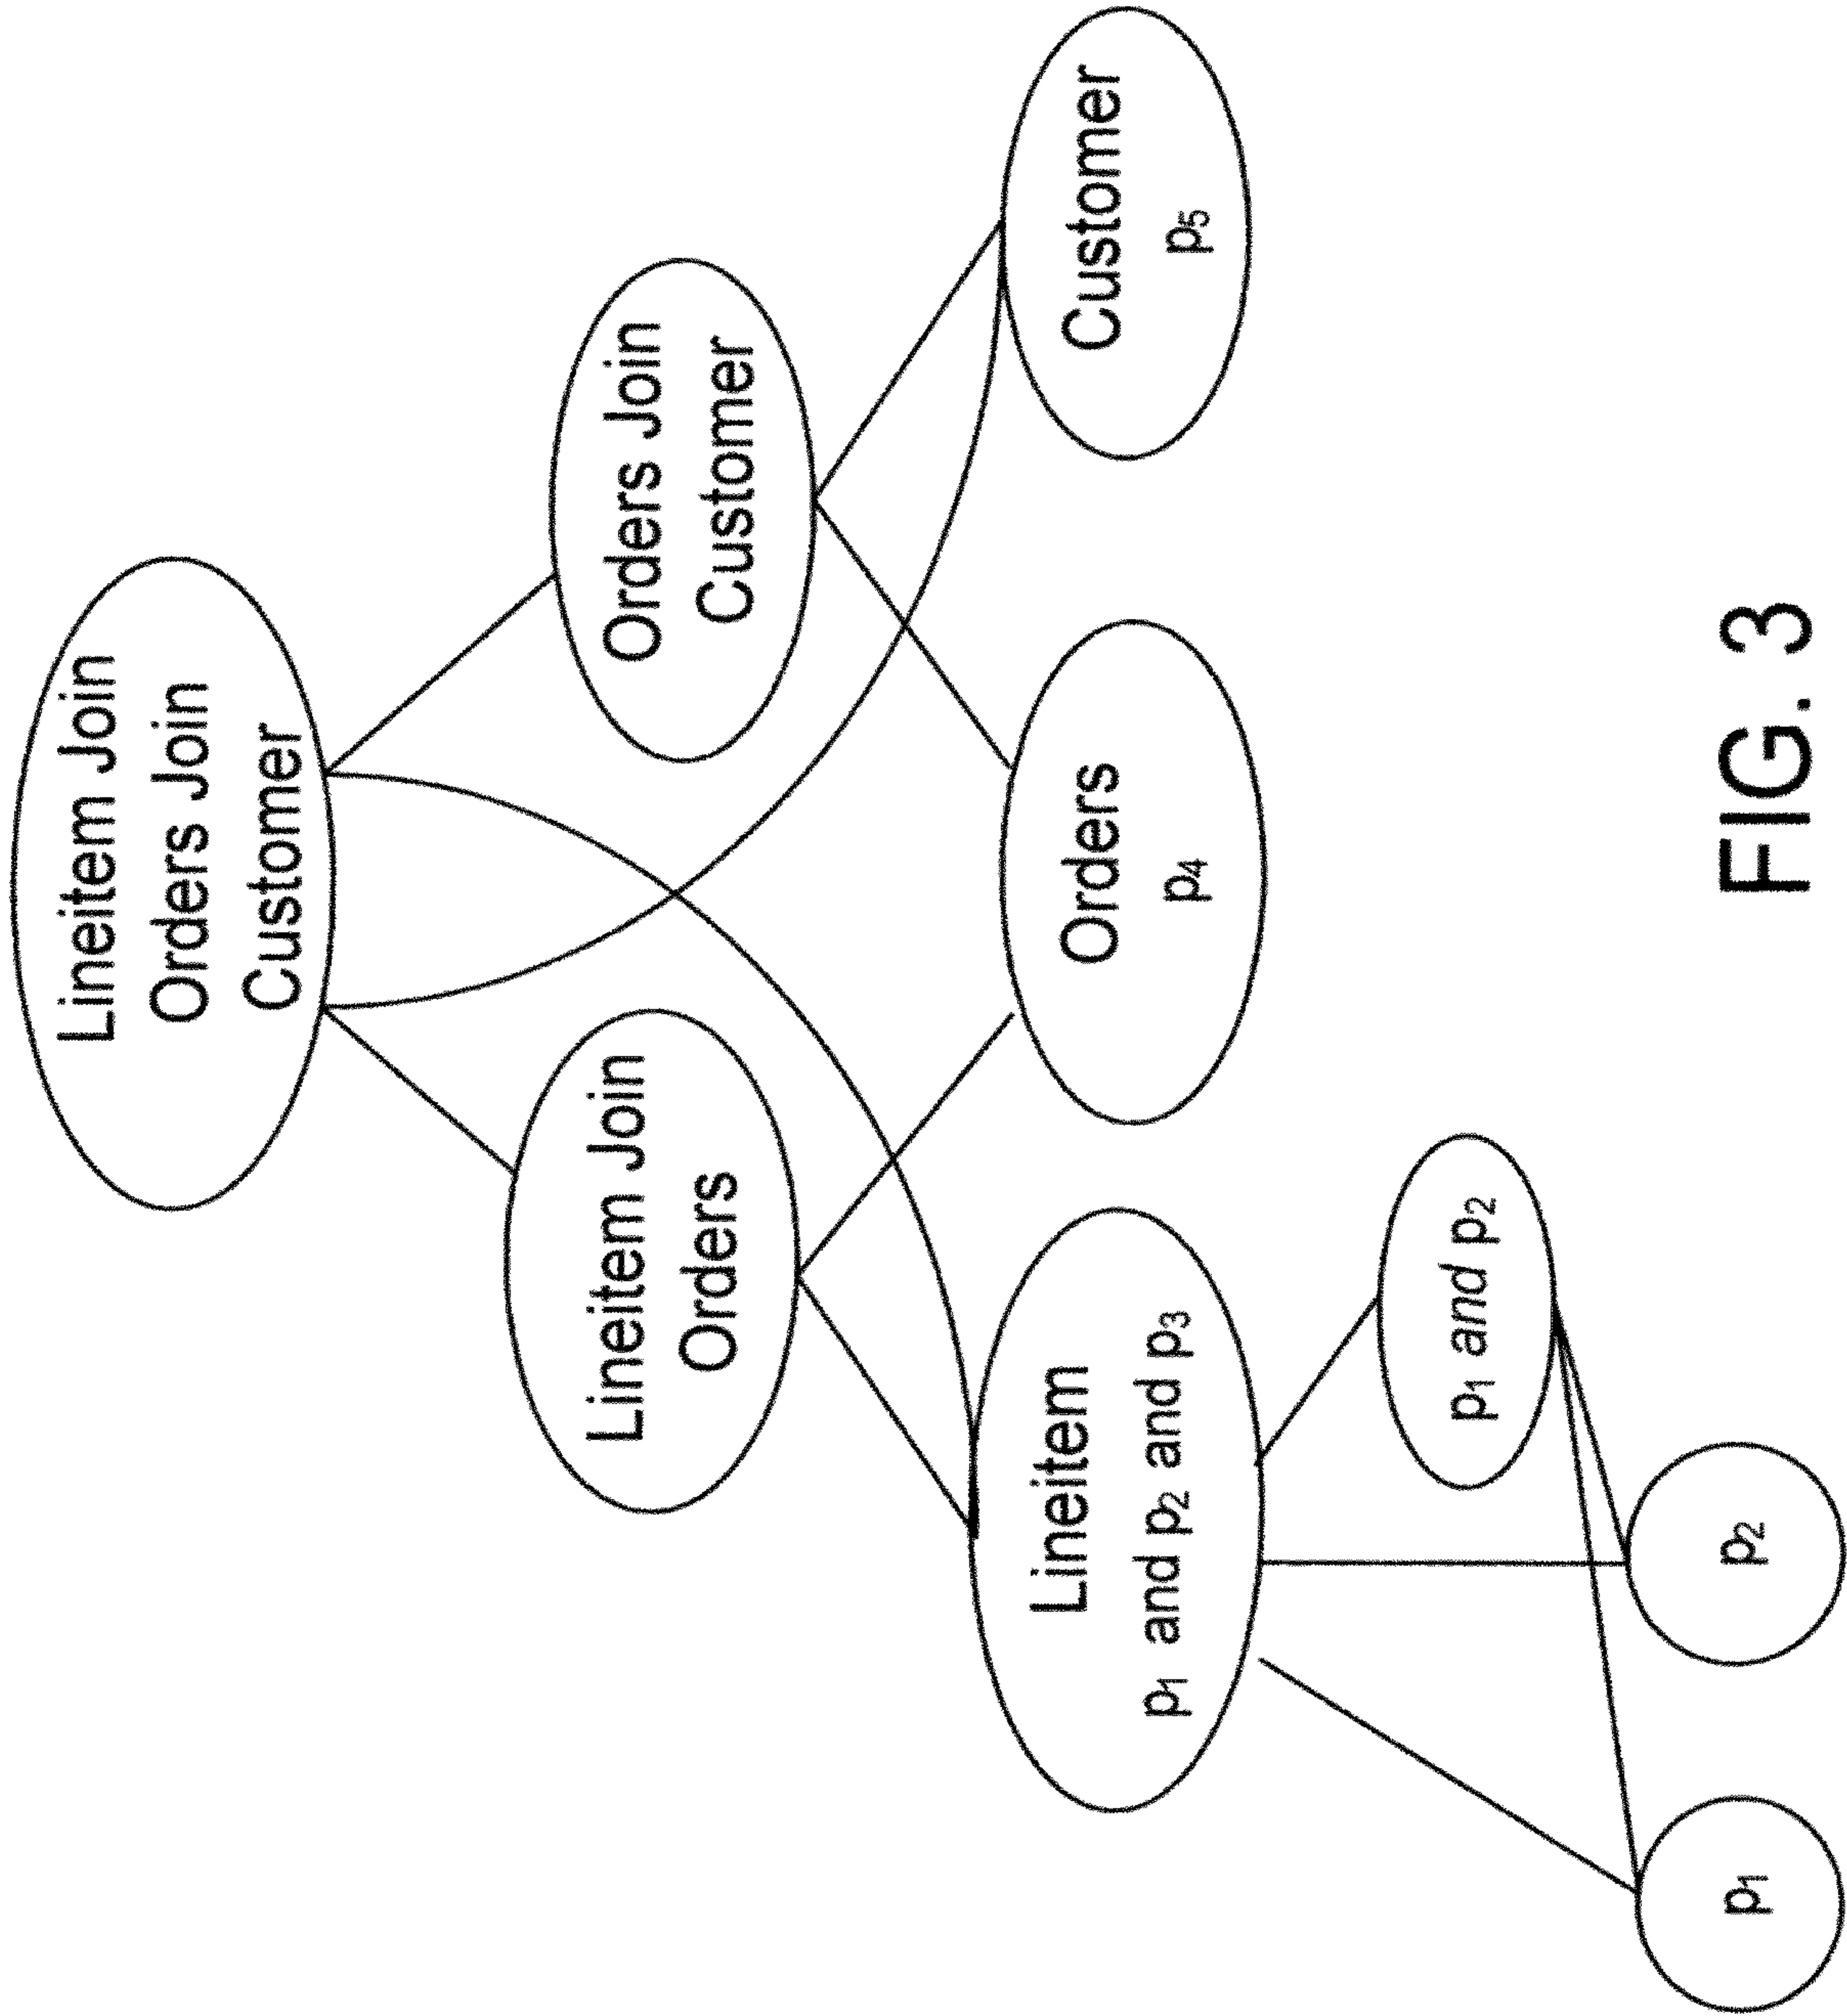 Lineitem Join
Orders Join
Customer
Lineitem Join
Orders
Orders Join
Customer
Lineitem
p₁ and p₂ and p₃
Orders
p₄
Customer
p₅
p₁ and p₂
p₁
p₂
FIG. 3